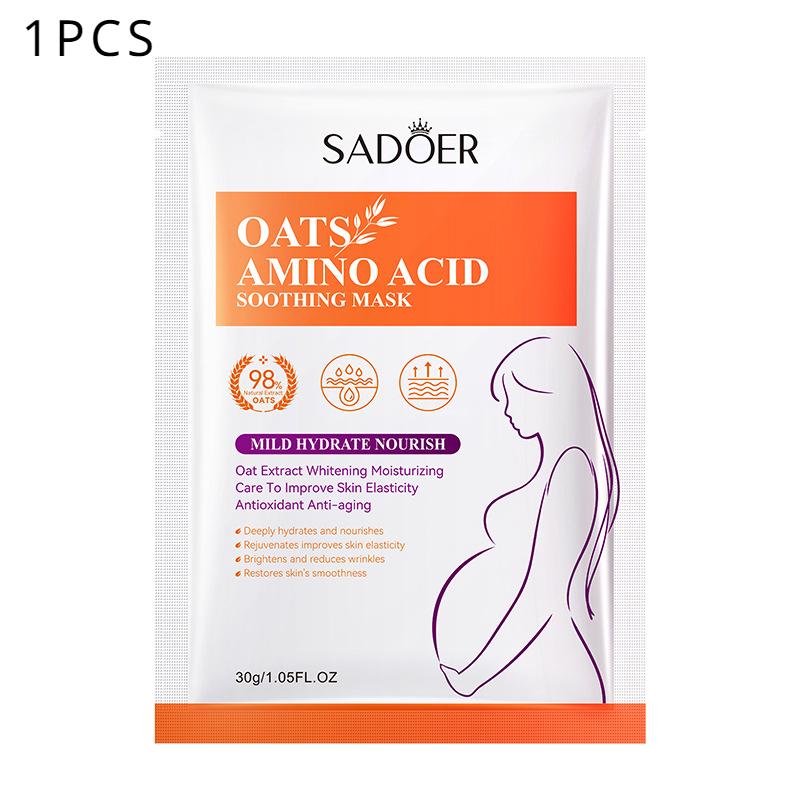 1PCS
SADOER
OATS
AMINO ACID
SOOTHING MASK
98%
Natural Extract
OATS
MILD HYDRATE NOURISH
Oat Extract Whitening Moisturizing
Care To Improve Skin Elasticity
Antioxidant Anti-aging
Deeply hydrates and nourishes
Rejuvenates improves skin elasticity
Brightens and reduces wrinkles
Restores skin's smoothness
30g/1.05FL.OZ